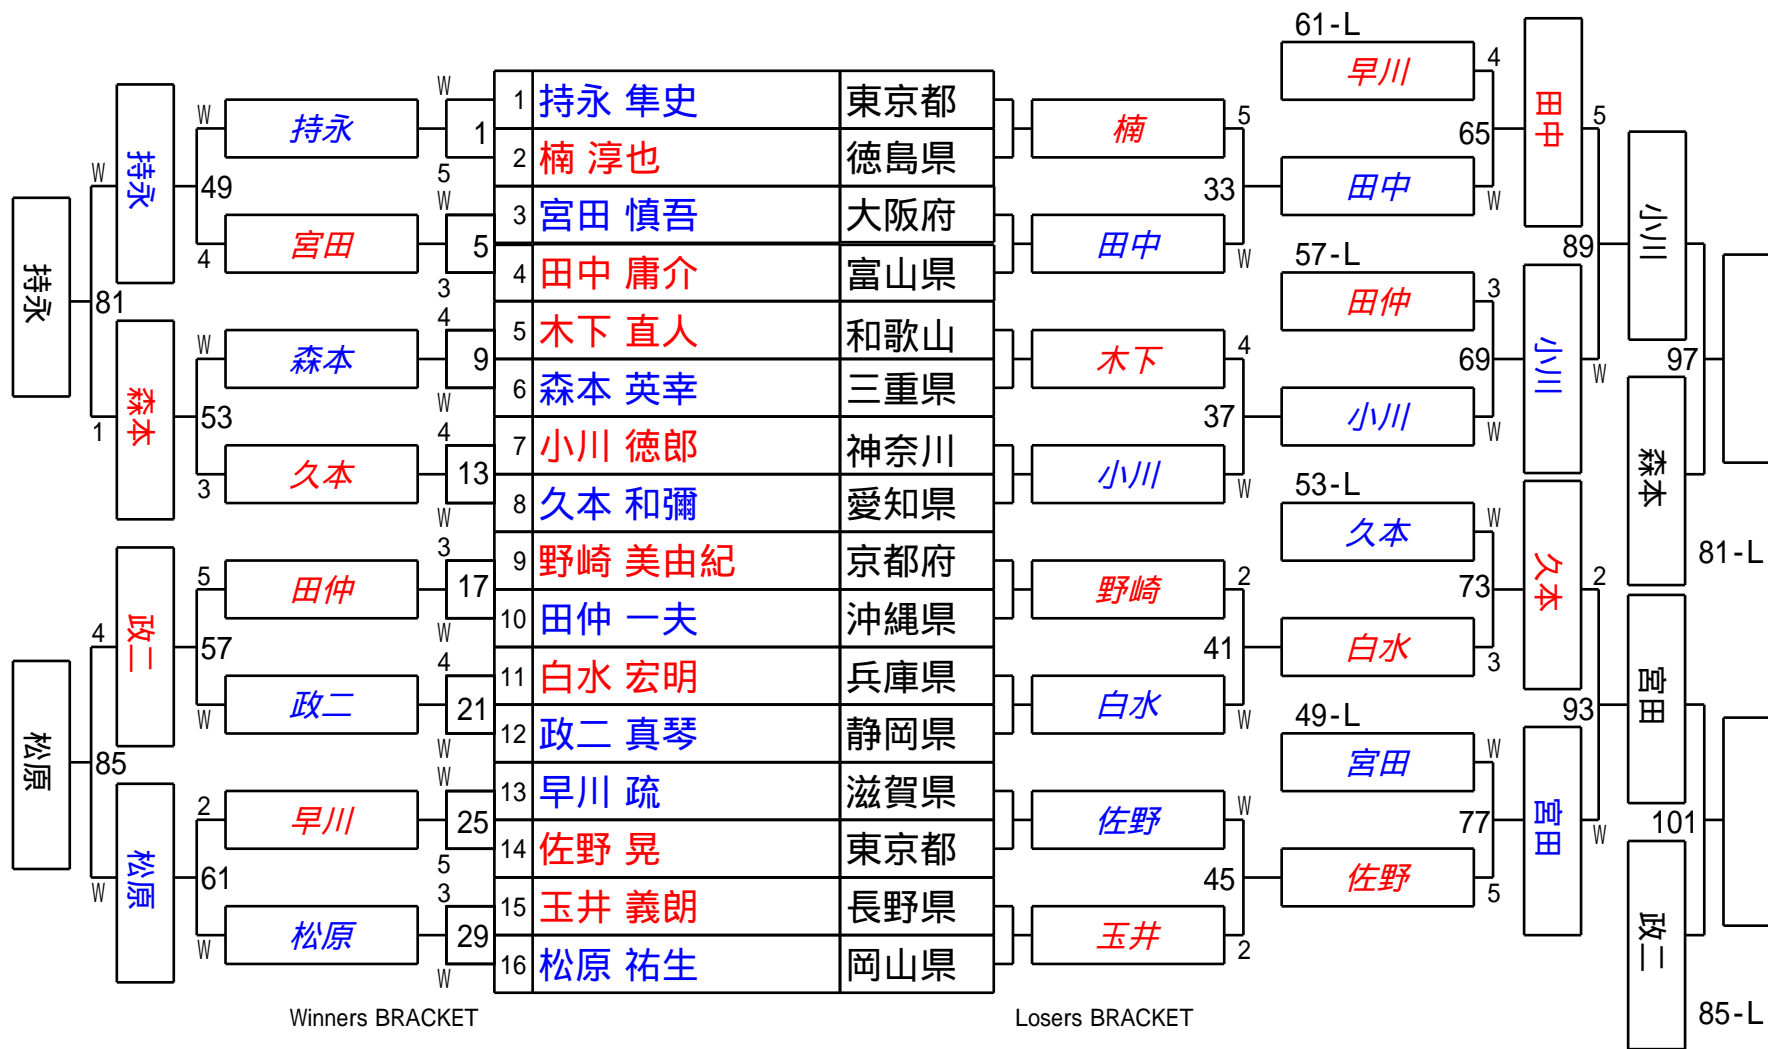 61-L
早川
4
田中
W
持永
W
1
持永 隼史
東京都
楠
5
65
5
持永
W
1
2
楠 淳也
徳島県
田中
小川
W
49
5
W
33
W
3
宮田 慎吾
大阪府
田中
57-L
89
持永
4
宮田
5
4
田中 庸介
富山県
W
田仲
3
小川
81
3
4
5
木下 直人
和歌山
木下
4
69
W
97
森本
W
森本
9
6
森本 英幸
三重県
小川
1
53
W
37
W
4
7
小川 徳郎
神奈川
小川
53-L
森本
3
久本
13
8
久本 和彌
愛知県
W
久本
W
久本
81-L
W
3
9
野崎 美由紀
京都府
野崎
2
73
2
政二
5
田仲
17
10
田仲 一夫
沖縄県
白水
宮田
4
57
W
41
3
4
11
白水 宏明
兵庫県
白水
49-L
93
松原
W
政二
21
12
政二 真琴
静岡県
W
宮田
W
宮田
85
W
W
13
早川 疏
滋賀県
佐野
W
77
W
101
松原
2
早川
25
14
佐野 晃
東京都
佐野
政二
W
61
5
45
5
3
15
玉井 義朗
長野県
玉井
W
松原
29
2
16
松原 祐生
岡山県
W
85-L
Winners BRACKET
Losers BRACKET